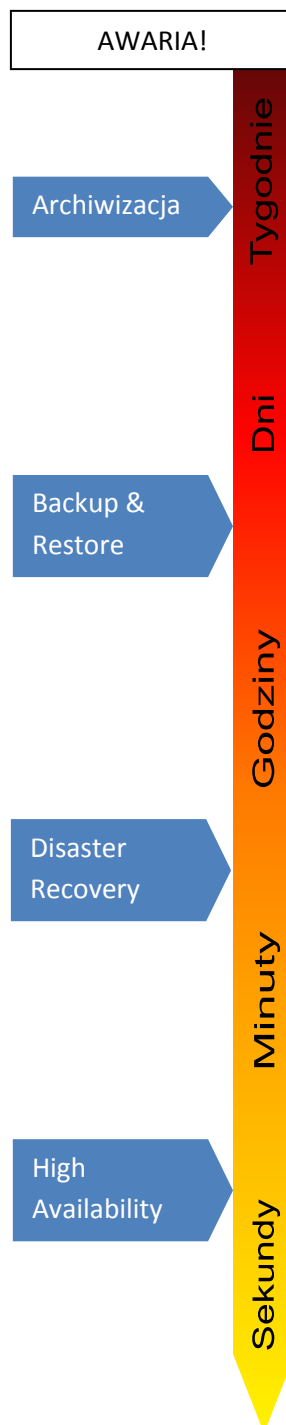 AWARIA!
Tygodnie
Archiwizacja
Dni
Backup &
Restore
Godziny
Disaster
Recovery
Minuty
High
Availability
Sekundy